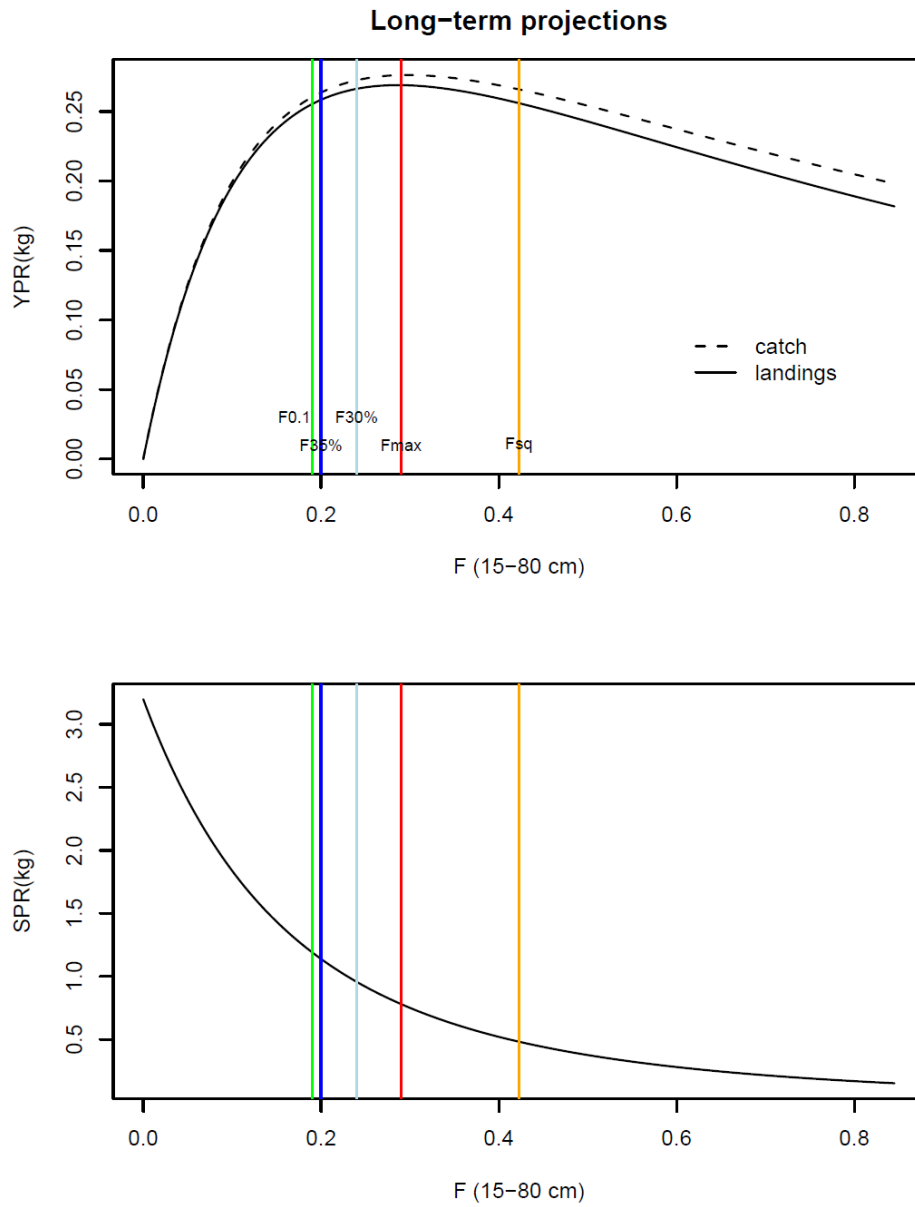 Long−term projections
YPR(kg)
0.25
0.20
0.15
0.10
0.05
0.00
catch
landings
F0.1
F30%
F35%
Fmax
Fsq
0.0 0.2 0.4 0.6 0.8
F (15−80 cm)
SPR(kg)
3.0
2.5
2.0
1.5
1.0
0.5
0.0 0.2 0.4 0.6 0.8
F (15−80 cm)